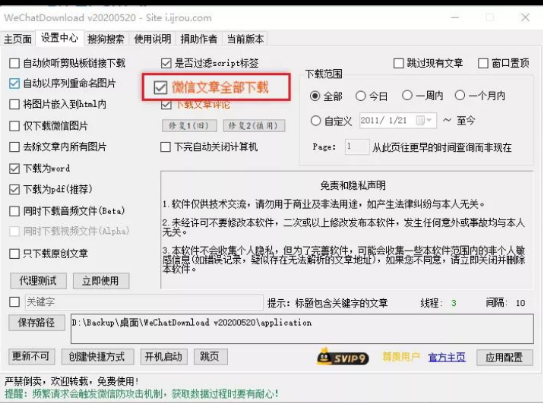 WeChatDownload v20200520 - Site i.ijrou.com
主页面 设置中心 搜狗搜索 使用说明 捐助作者 当前版本
自动侦听剪贴板链接下载
是否过滤script标签
下载范围
跳过现有文章
窗口置顶
自动以序列重命名图片
微信文章全部下载
全部 今日 一周内 一个月内
将图片嵌入到html内
下载文章评论
仅下载微信图片
修复1(旧) 修复2(值用)
自定义 2011/ 1/21 ~ 至今
去除文章内所有图片
下完自动关闭计算机
Page: 1 从此页往更早的时间查询而非现在
下载为word
下载为pdf(推荐)
同时下载音频文件(Beta)
同时下载视频文件(Alpha)
只下载原创文章
免责和隐私声明
1.软件仅供技术交流，请勿用于商业及非法用途，如产生法律纠纷与本人无关。
2.未经许可不要修改本软件，二次或以上修改发布本软件，发生任何意外或事故均与本人
无关。
3.本软件不会收集个人隐私，但为了完善软件，可能会收集一些本软件范围内的非个人敏
感信息(如错误记录，疑似存在无法解析的文章地址)，如果您不同意，请立即关闭并删除
本软件。
代理测试 立即使用
关键字 提示：标题包含关键字的文章 线程: 3 间隔: 10
保存路径 D:\Backup\桌面\WeChatDownload v20200520\application
更新不可 创建快捷方式 开机启动 跳页 SVIP9 尊贵用户 官方主页 应用配置
严禁倒卖，欢迎转载，免费使用！
提醒：频繁请求会触发微信防攻击机制，获取数据过程时要有耐心！